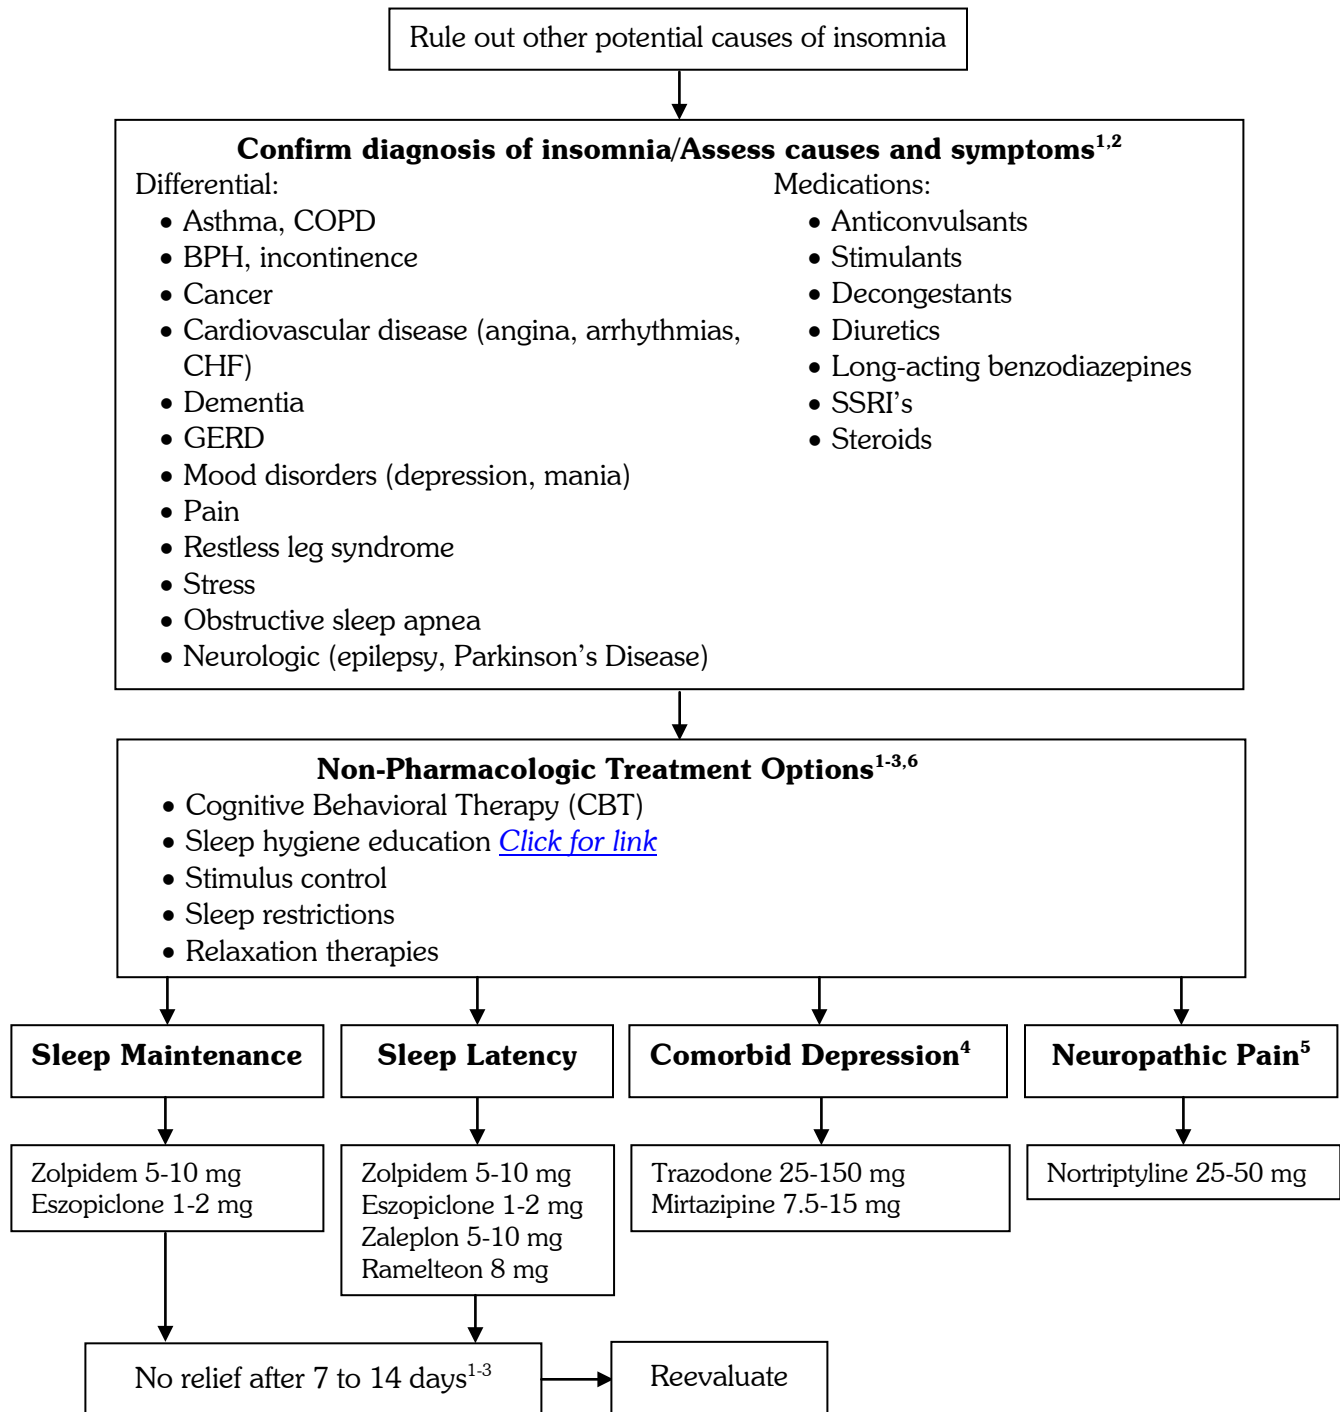 Rule out other potential causes of insomnia
Confirm diagnosis of insomnia/Assess causes and symptoms1,2
Differential:
• Asthma, COPD
• BPH, incontinence
• Cancer
• Cardiovascular disease (angina, arrhythmias,
CHF)
• Dementia
• GERD
• Mood disorders (depression, mania)
• Pain
• Restless leg syndrome
• Stress
• Obstructive sleep apnea
• Neurologic (epilepsy, Parkinson's Disease)
Medications:
• Anticonvulsants
• Stimulants
• Decongestants
• Diuretics
• Long-acting benzodiazepines
• SSRI's
• Steroids
Non-Pharmacologic Treatment Options1-3,6
• Cognitive Behavioral Therapy (CBT)
• Sleep hygiene education Click for link
• Stimulus control
• Sleep restrictions
• Relaxation therapies
Sleep Maintenance
Zolpidem 5-10 mg
Eszopiclone 1-2 mg
Sleep Latency
Zolpidem 5-10 mg
Eszopiclone 1-2 mg
Zaleplon 5-10 mg
Ramelteon 8 mg
Comorbid Depression4
Trazodone 25-150 mg
Mirtazipine 7.5-15 mg
Neuropathic Pain5
Nortriptyline 25-50 mg
No relief after 7 to 14 days1-3
Reevaluate